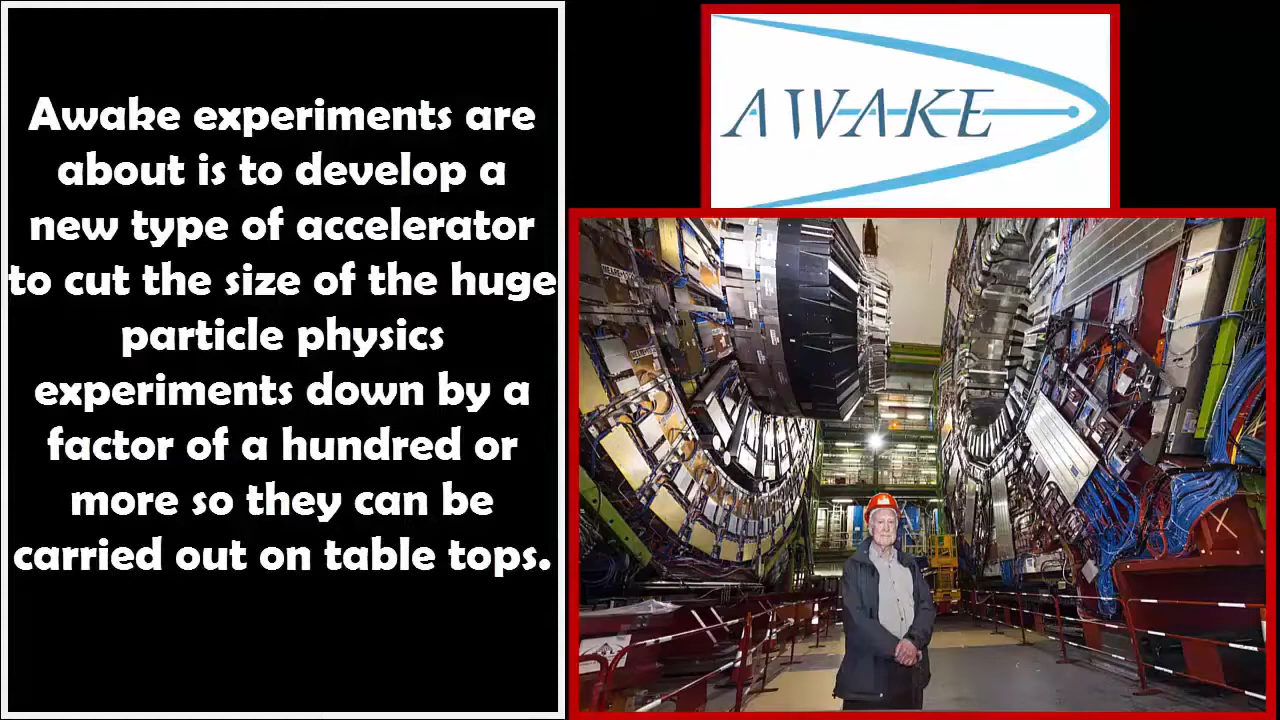 Awake experiments are
about is to develop a
new type of accelerator
to cut the size of the huge
particle physics
experiments down by a
factor of a hundred or
more so they can be
carried out on table tops.
AWAKE